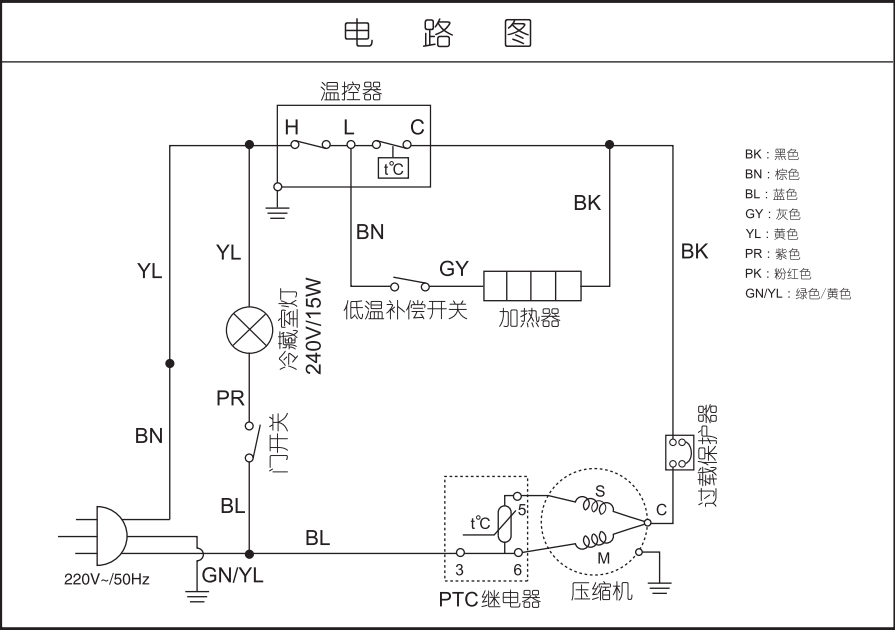 电 路 图
温控器
H L C
t°C
BK : 黑色
BN : 棕色
BL : 蓝色
GY : 灰色
YL : 黄色
PR : 紫色
PK : 粉红色
GN/YL : 绿色/黄色
YL
YL
BN
BK
BK
GY
低温补偿开关
加热器
冷藏室灯
240V/15W
PR
BN
门开关
过载保护器
BL
BL
220V~/50Hz
GN/YL
t°C
5
3
6
PTC继电器
S
C
M
压缩机